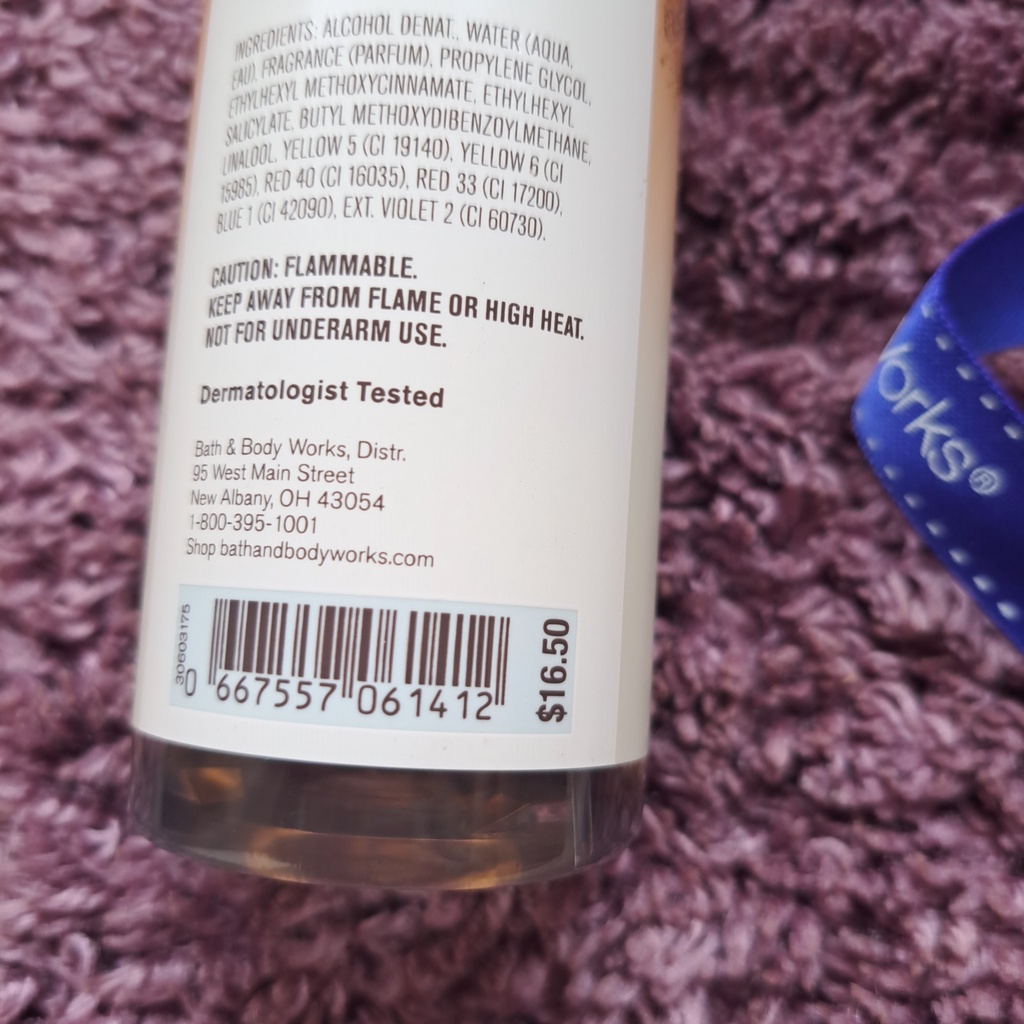 INGREDIENTS: ALCOHOL DENAT., WATER (AQUA,
EAU), FRAGRANCE (PARFUM), PROPYLENE GLYCOL,
ETHYLHEXYL METHOXYCINNAMATE, ETHYLHEXYL
SALICYLATE, BUTYL METHOXYDIBENZOYLMETHANE,
LINALOOL, YELLOW 5 (CI 19140), YELLOW 6 (CI
15985), RED 40 (CI 16035), RED 33 (CI 17200),
BLUE 1 (CI 42090), EXT. VIOLET 2 (CI 60730).
CAUTION: FLAMMABLE.
KEEP AWAY FROM FLAME OR HIGH HEAT.
NOT FOR UNDERARM USE.
Dermatologist Tested
Bath & Body Works, Distr.
95 West Main Street
New Albany, OH 43054
1-800-395-1001
Shop bathandbodyworks.com
30603175
0 667557 061412
$16.50
Works®